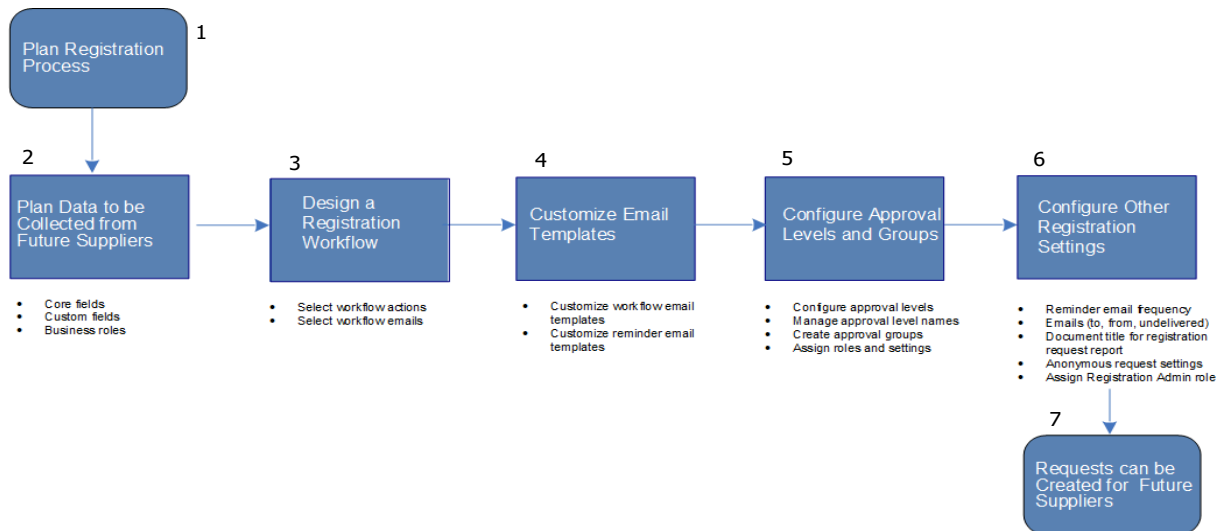 1
Plan Registration
Process
2
Plan Data to be
Collected from
Future Suppliers
• Core fields
• Custom fields
• Business roles
3
Design a
Registration
Workflow
• Select workflow actions
• Select workflow emails
4
Customize Email
Templates
• Customize workflow email
templates
• Customize reminder email
templates
5
Configure Approval
Levels and Groups
• Configure approval levels
• Manage approval level names
• Create approval groups
• Assign roles and settings
6
Configure Other
Registration
Settings
• Reminder email frequency
• Emails (to, from, undelivered)
• Document title for registration
request report
• Anonymous request settings
• Assign Registration Admin role
7
Requests can be
Created for Future
Suppliers